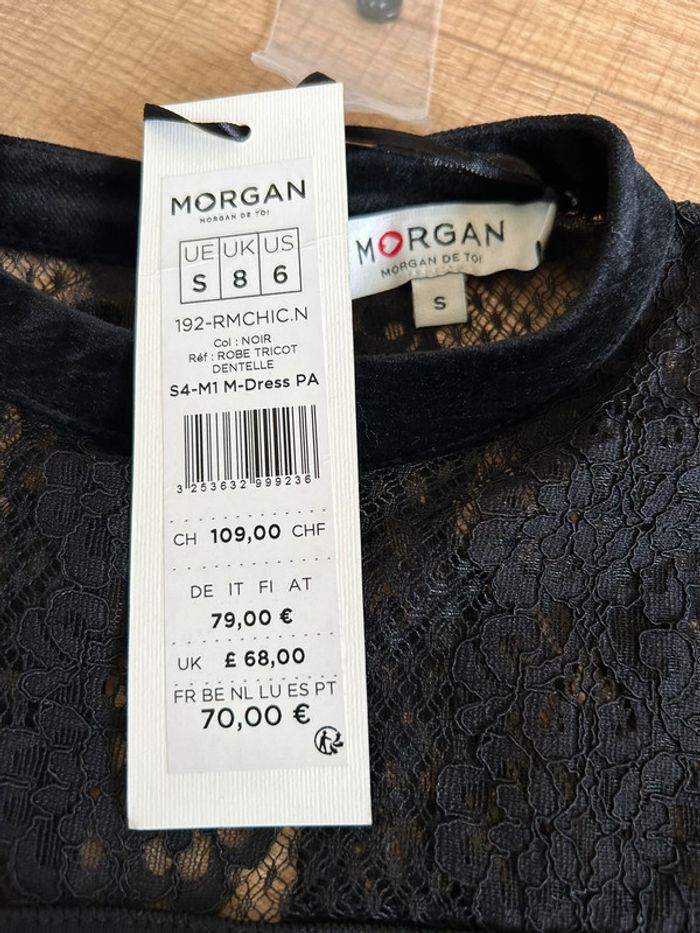 MORGAN
MORGAN DE TOI
UE UK US
S 8 6
192-RMCHIC.N
Col : NOIR
Réf : ROBE TRICOT
DENTELLE
S4-M1 M-Dress PA
3 253632 999236
CH 109,00 CHF
DE IT FI AT
79,00 €
UK £ 68,00
FR BE NL LU ES PT
70,00 €
MORGAN
MORGAN DE TOI
S